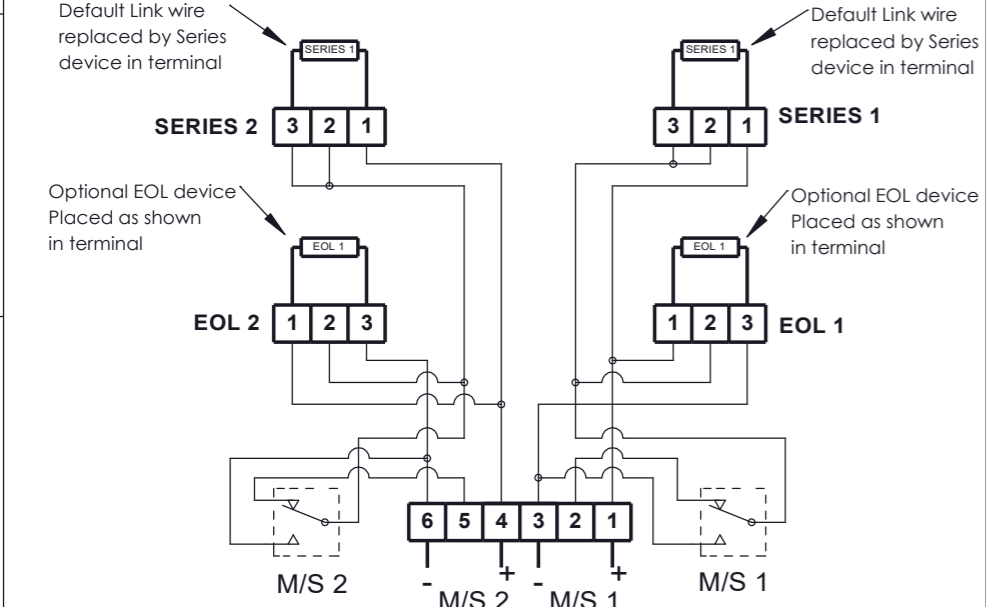 Default Link wire
replaced by Series
device in terminal
SERIES 1
SERIES 2
3 2 1
Default Link wire
replaced by Series
device in terminal
SERIES 1
3 2 1
SERIES 1
Optional EOL device
Placed as shown
in terminal
EOL 1
EOL 2
1 2 3
Optional EOL device
Placed as shown
in terminal
EOL 1
1 2 3
EOL 1
6 5 4 3 2 1
- + - +
M/S 2
M/S 2
M/S 1
M/S 1